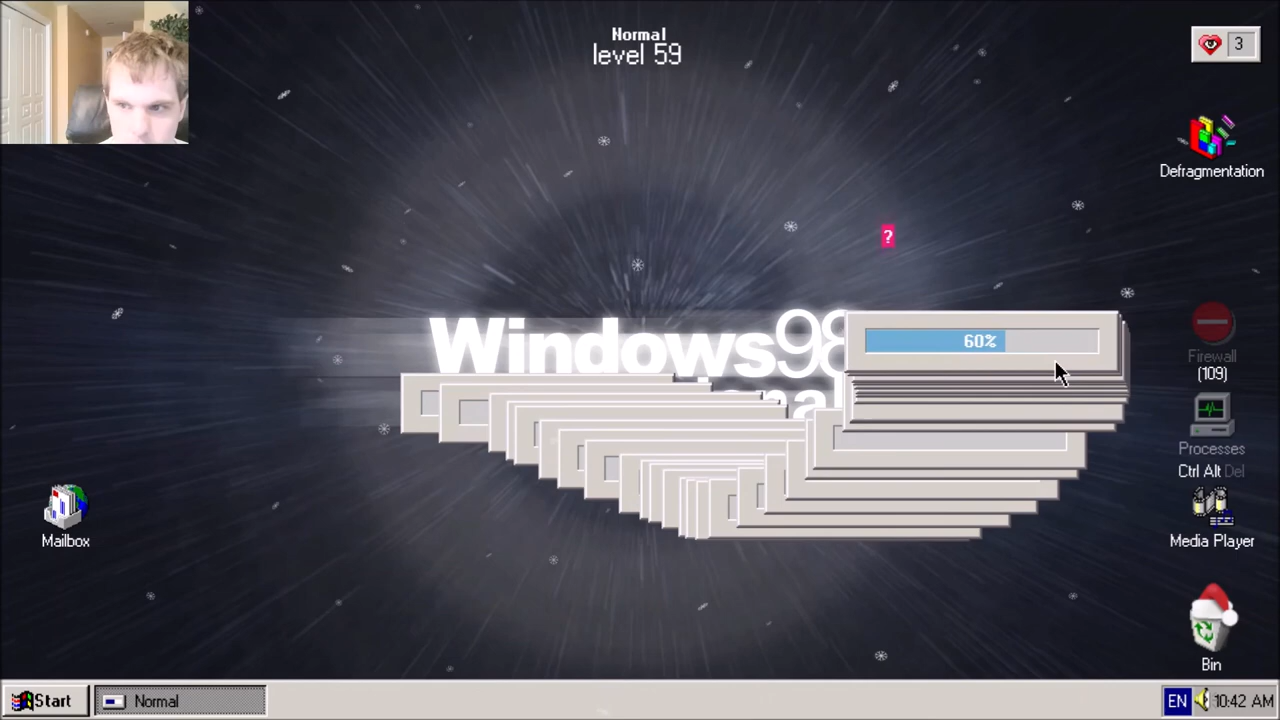 Normal
level 59
3
Defragmentation
?
Windows98
60%
Firewall
(109)
Processes
Ctrl Alt Del
Mailbox
Media Player
Bin
Start
Normal
EN
10:42 AM